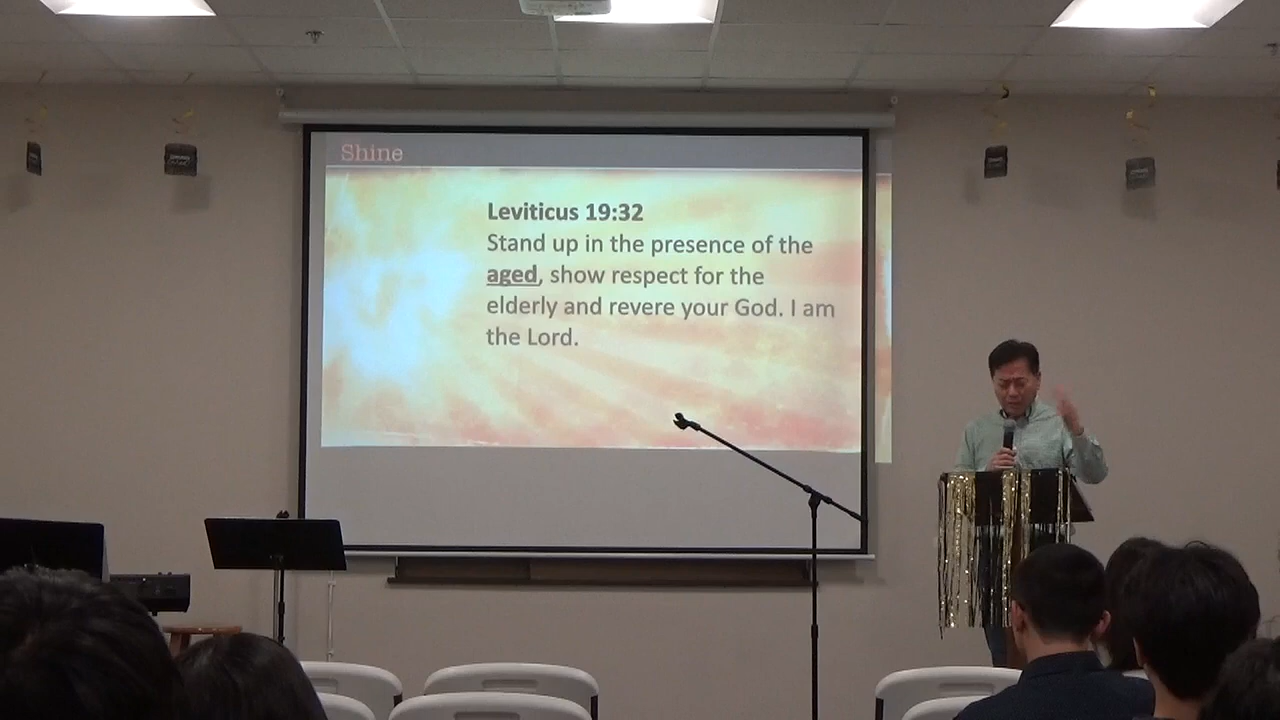 Shine
Leviticus 19:32
Stand up in the presence of the
aged, show respect for the
elderly and revere your God. I am
the Lord.